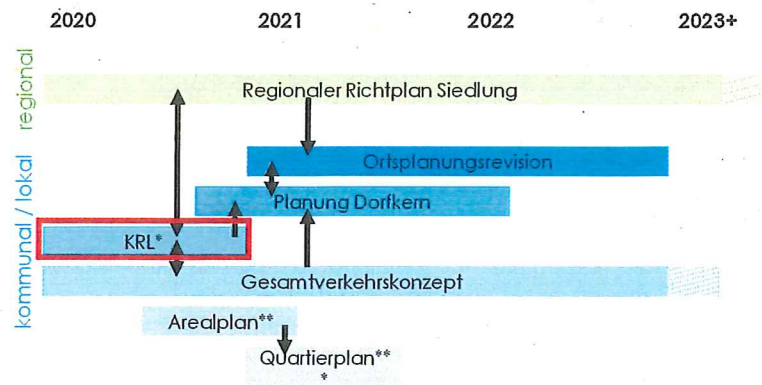 2020 2021 2022 2023+
regional
Regionaler Richtplan Siedlung
kommunal / lokal
Ortsplanungsrevision
Planung Dorfkern
KRL*
Gesamtverkehrskonzept
Arealplan**
Quartierplan**
*